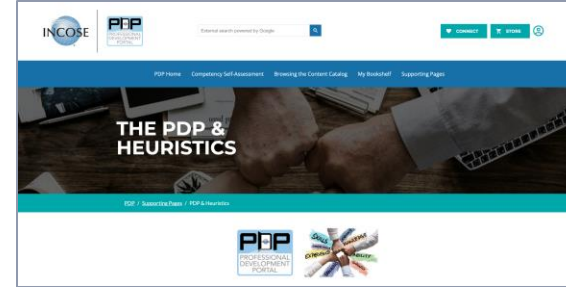 INCOSE
PDP
PROFESSIONAL
DEVELOPMENT
PORTAL
External search powered by Google
CONNECT
STORE
PDP Home Competency Self-Assessment Browsing the Content Catalog My Bookshelf Supporting Pages
THE PDP &
HEURISTICS
PDP / Supporting Pages / PDP & Heuristics
PDP
PROFESSIONAL
DEVELOPMENT
PORTAL
SKILLS